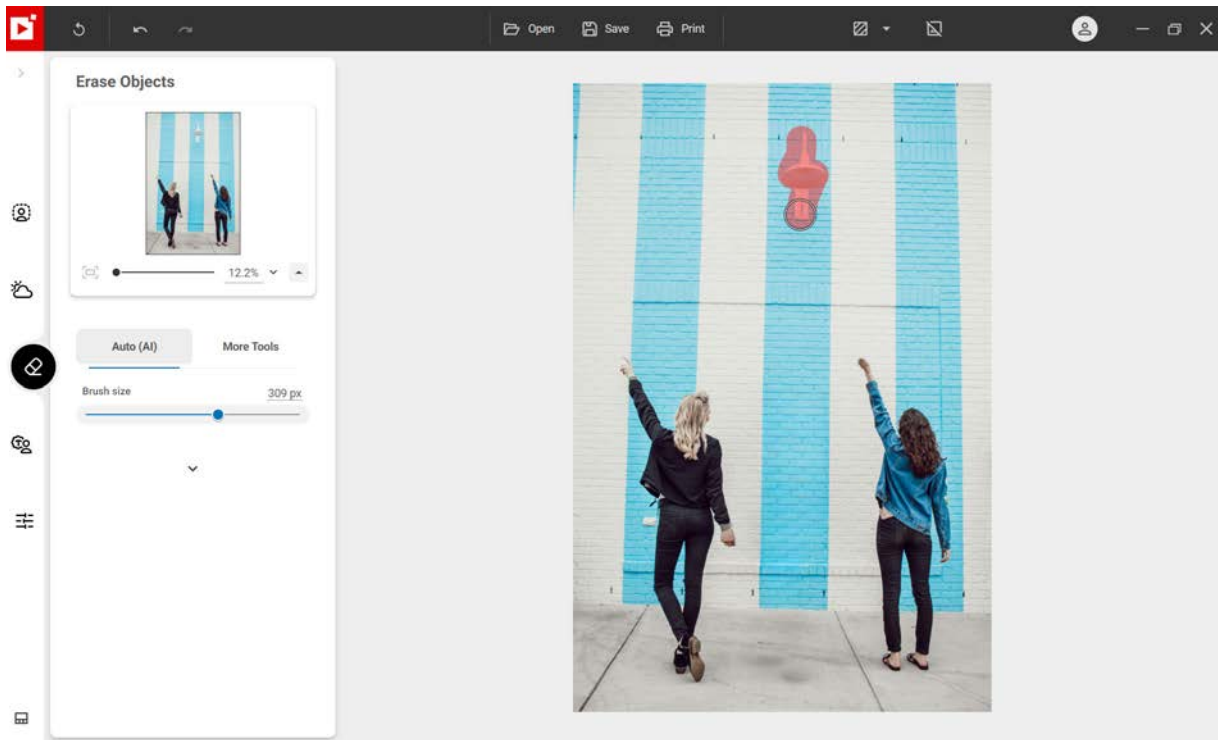 Open Save Print
Erase Objects
12.2%
Auto (AI) More Tools
Brush size 309 px